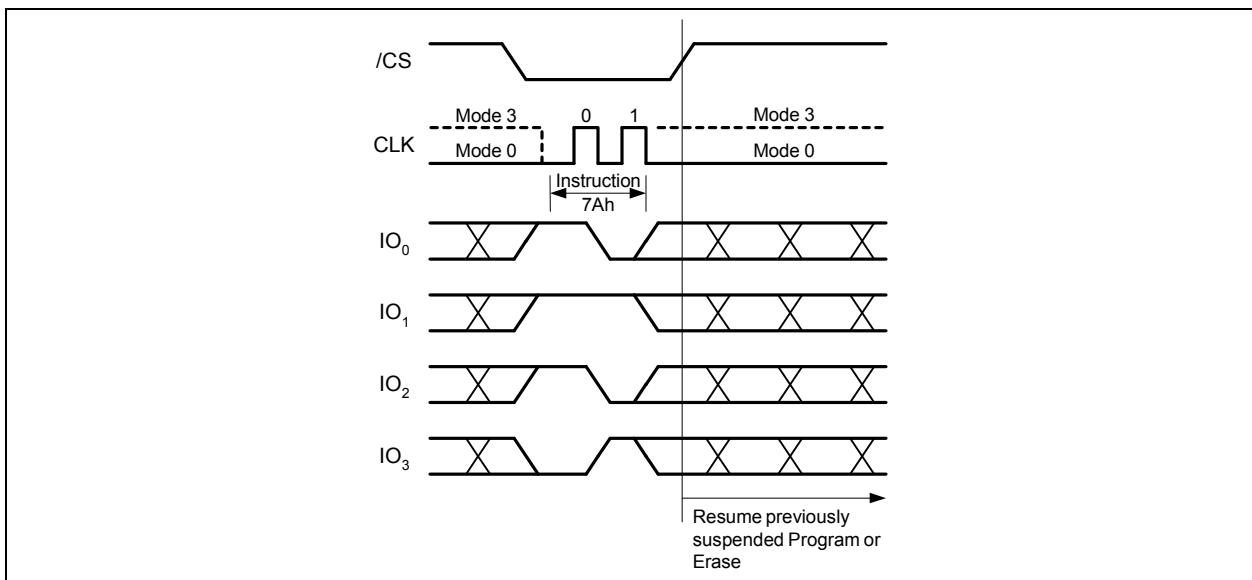 /CS
Mode 3 0 1 Mode 3
CLK
Mode 0 Mode 0
Instruction
7Ah
IO0
IO1
IO2
IO3
Resume previously
suspended Program or
Erase